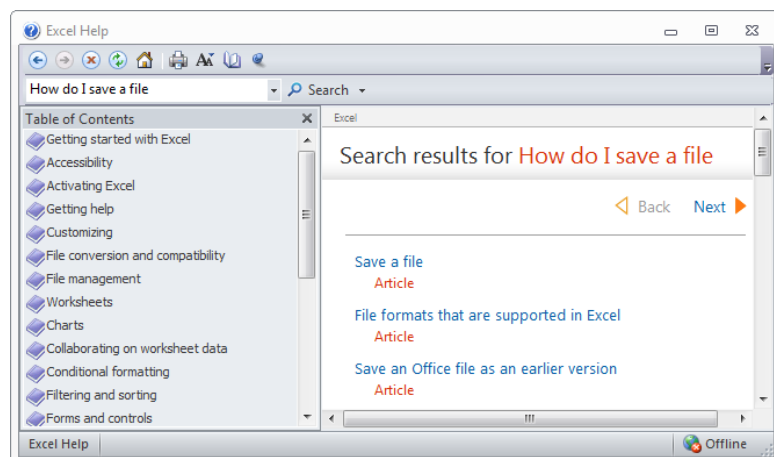 Excel Help
How do I save a file
Search
Table of Contents
Getting started with Excel
Accessibility
Activating Excel
Getting help
Customizing
File conversion and compatibility
File management
Worksheets
Charts
Collaborating on worksheet data
Conditional formatting
Filtering and sorting
Forms and controls
Excel
Search results for How do I save a file
Back Next
Save a file
Article
File formats that are supported in Excel
Article
Save an Office file as an earlier version
Article
Excel Help
Offline